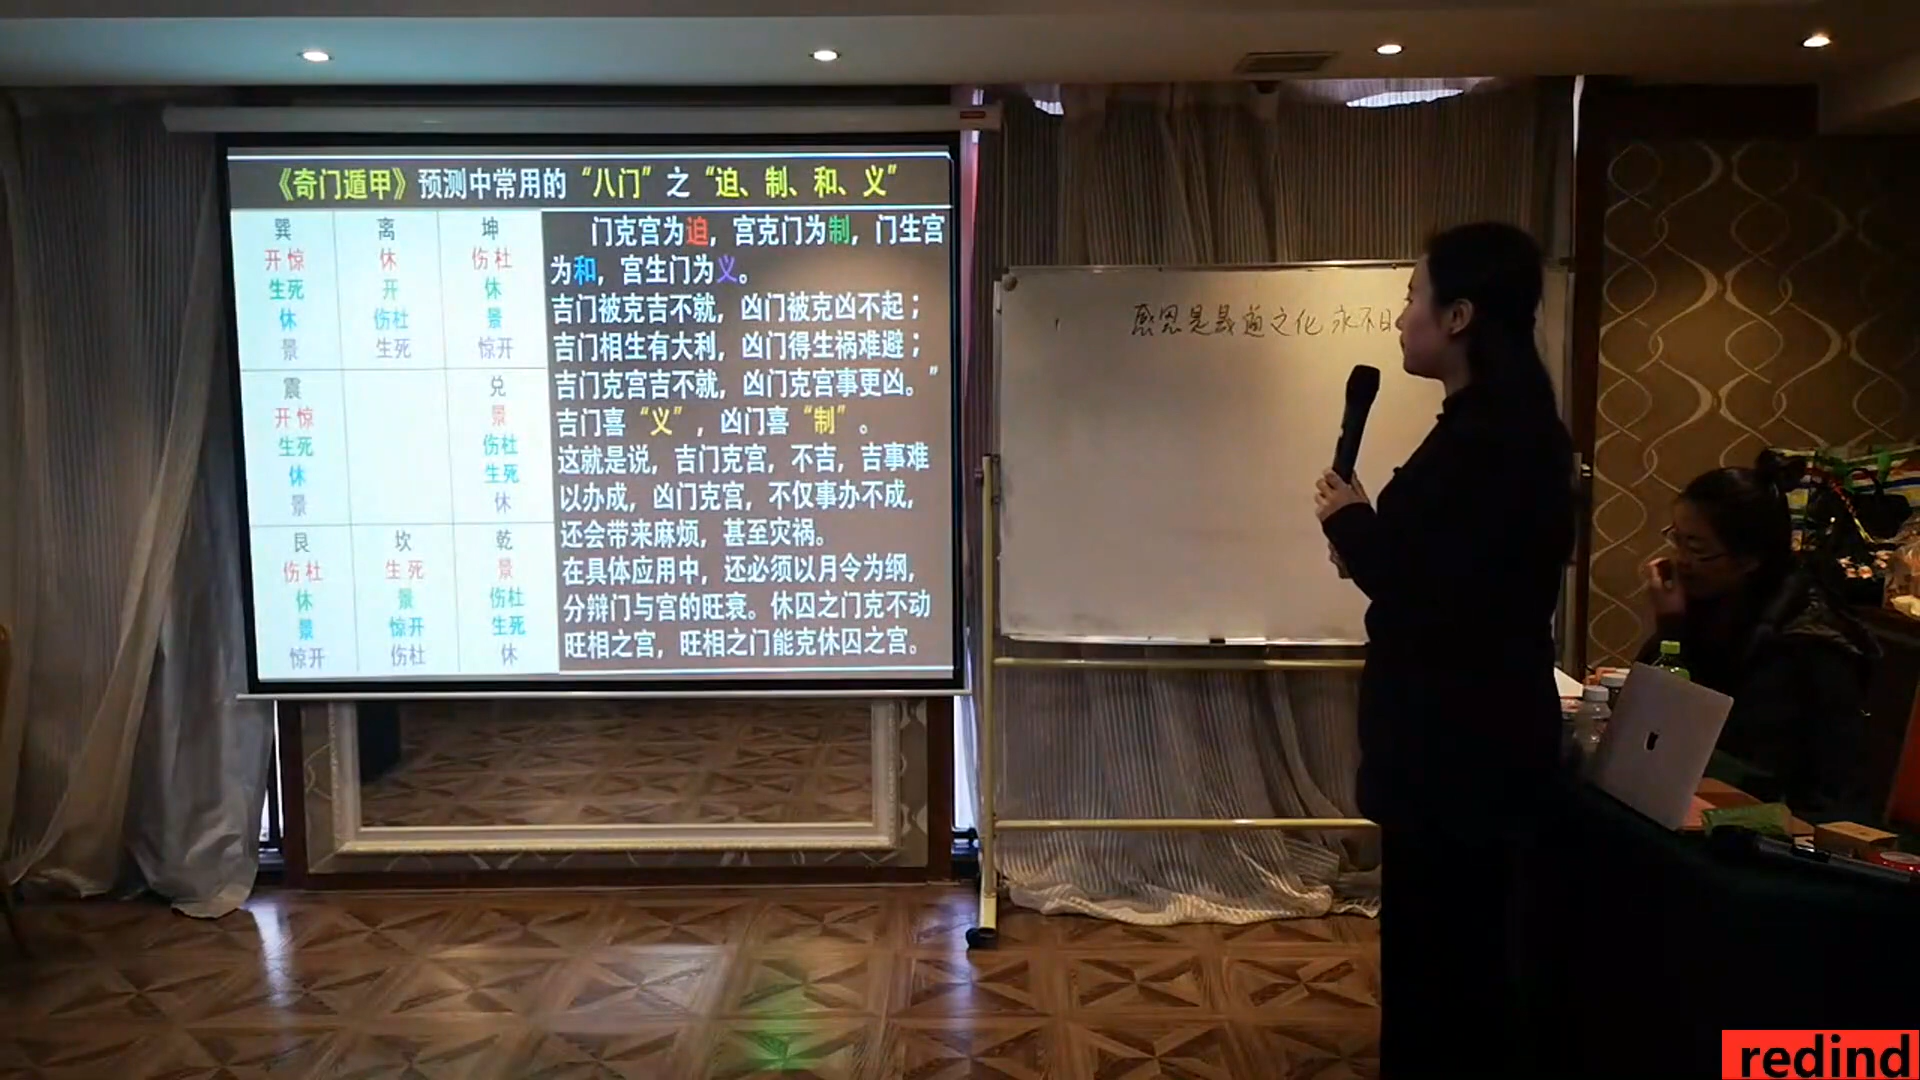 《奇门遁甲》预测中常用的“八门”之“迫、制、和、义”
巽 离 坤
开惊 休 伤杜
生死 开 休
休 伤杜 景
景 生死 惊开
震 兑
开惊 景
生死 伤杜
休 生死
景 休
艮 坎 乾
伤杜 生死 景
休 景 伤杜
景 惊开 生死
惊开 伤杜 休
门克宫为迫，宫克门为制，门生宫
为和，宫生门为义。
吉门被克吉不就，凶门被克凶不起；
吉门相生有大利，凶门得生祸难避；
吉门克宫吉不就，凶门克宫事更凶。”
吉门喜“义”，凶门喜“制”。
这就是说，吉门克宫，不吉，吉事难
以办成，凶门克宫，不仅事办不成，
还会带来麻烦，甚至灾祸。
在具体应用中，还必须以月令为纲，
分辩门与宫的旺衰。休囚之门克不动
旺相之宫，旺相之门能克休囚之宫。
感恩是最道之化永不
redind